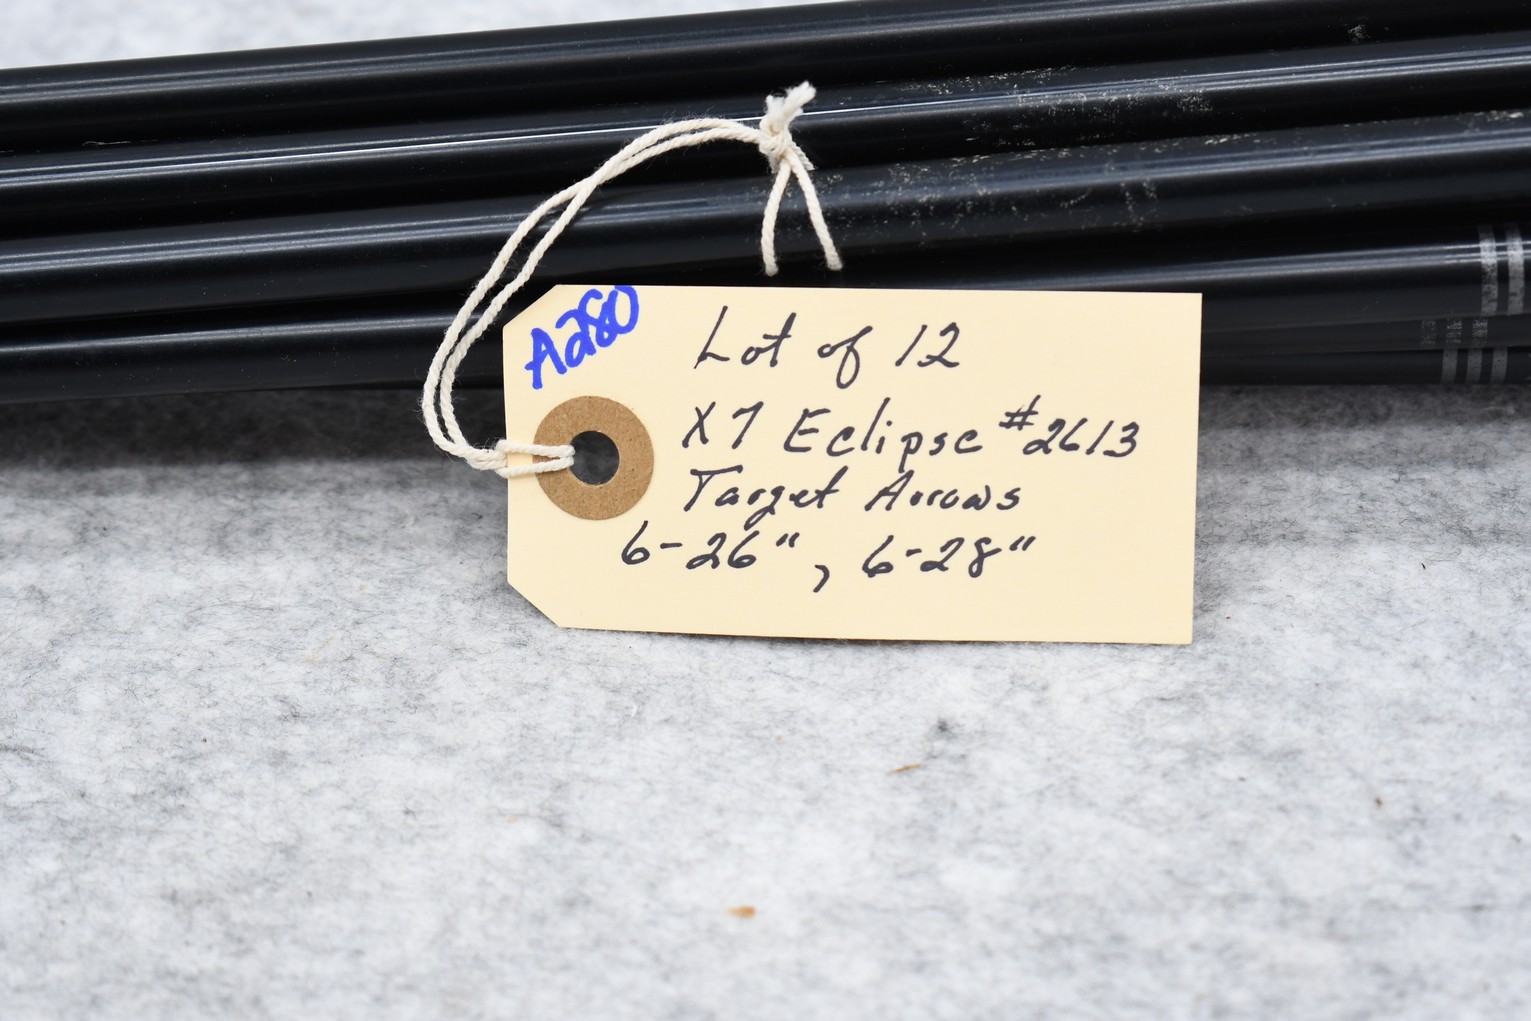 A280
Lot of 12
X7 Eclipse #2613
Target Arrows
6-26", 6-28"